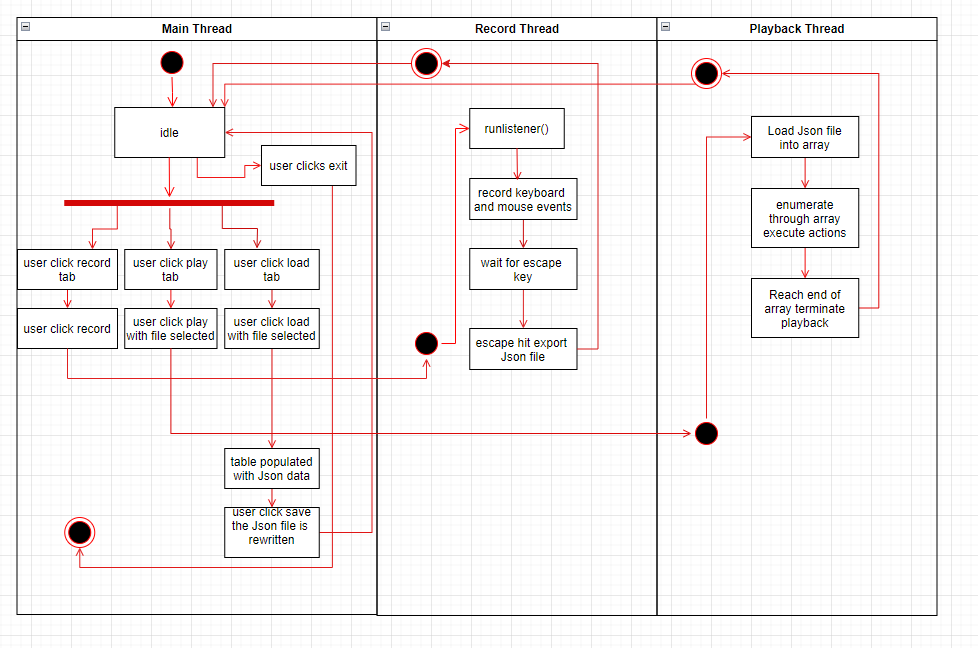 Main Thread
Record Thread
Playback Thread
idle
user clicks exit
user click record
tab
user click play
tab
user click load
tab
user click record
user click play
with file selected
user click load
with file selected
table populated
with Json data
user click save
the Json file is
rewritten
runlistener()
record keyboard
and mouse events
wait for escape
key
escape hit export
Json file
Load Json file
into array
enumerate
through array
execute actions
Reach end of
array terminate
playback